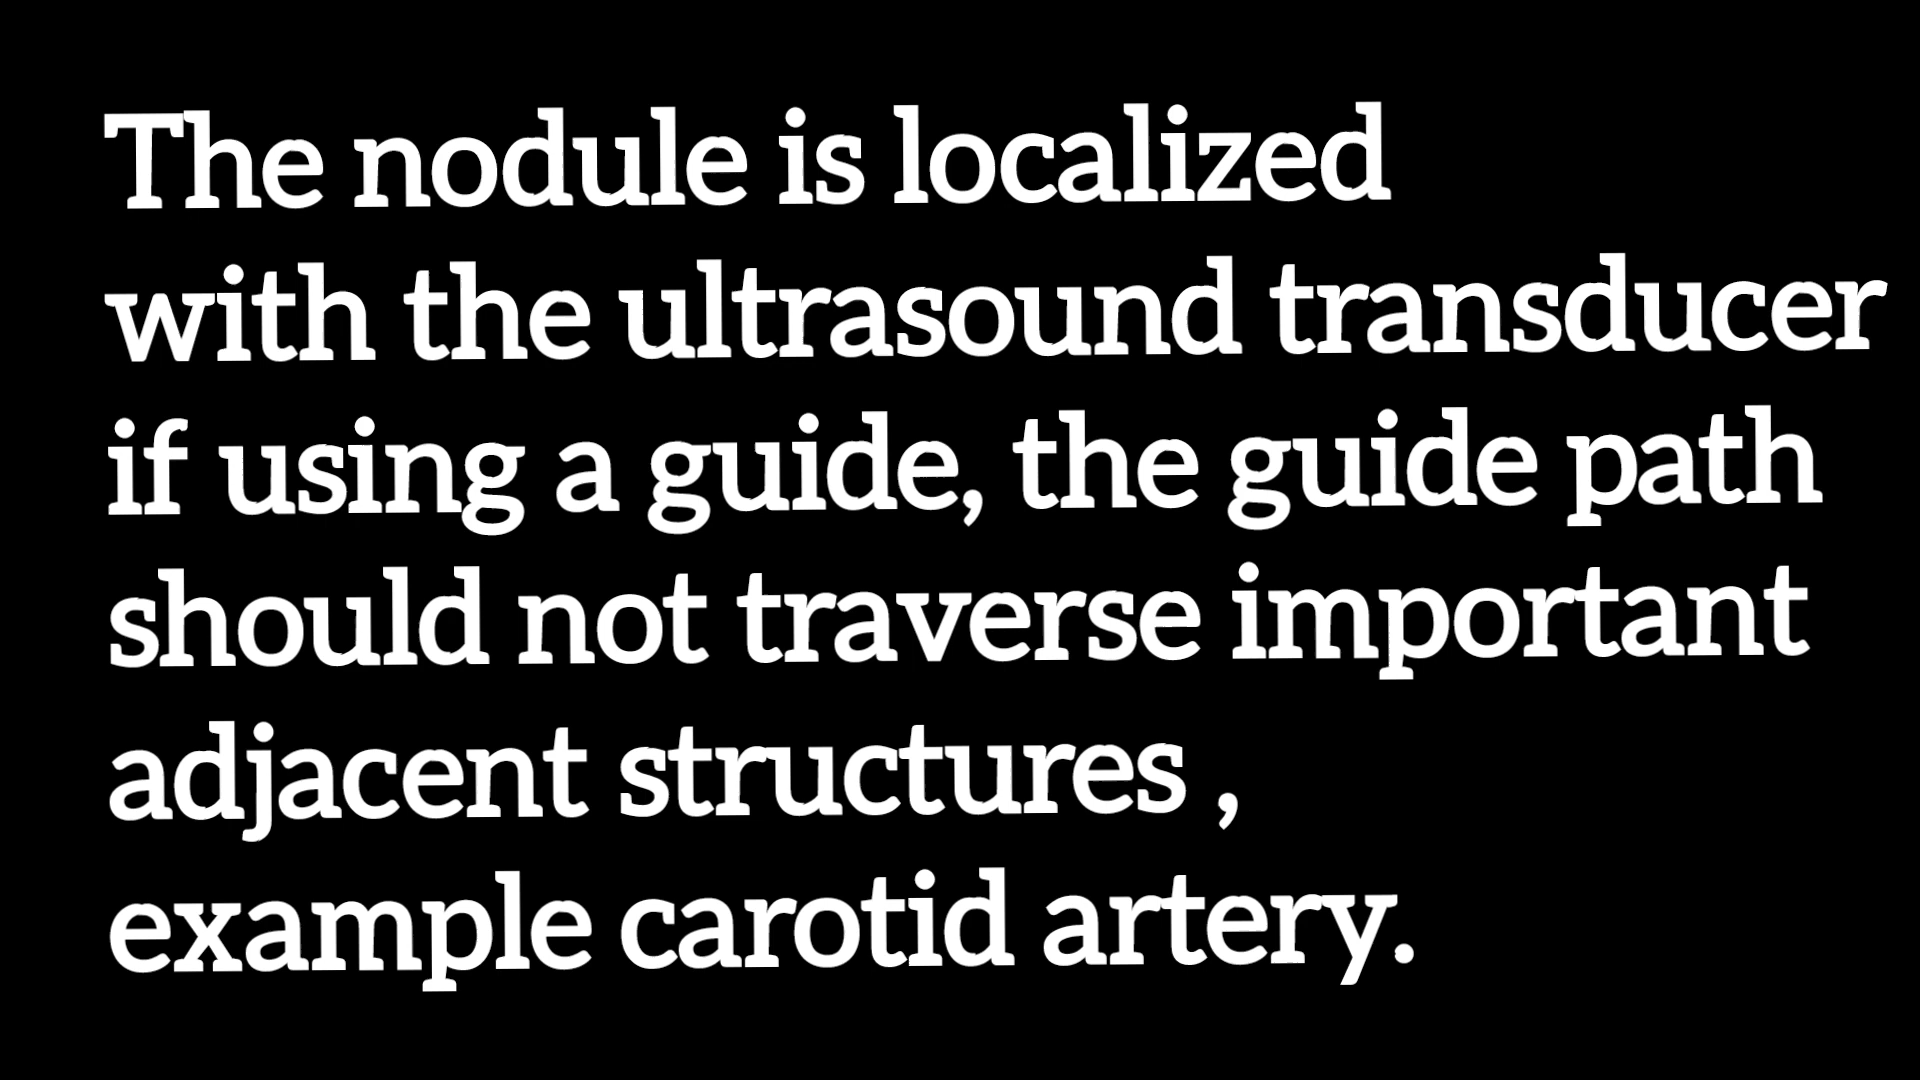 The nodule is localized
with the ultrasound transducer
if using a guide, the guide path
should not traverse important
adjacent structures ,
example carotid artery.